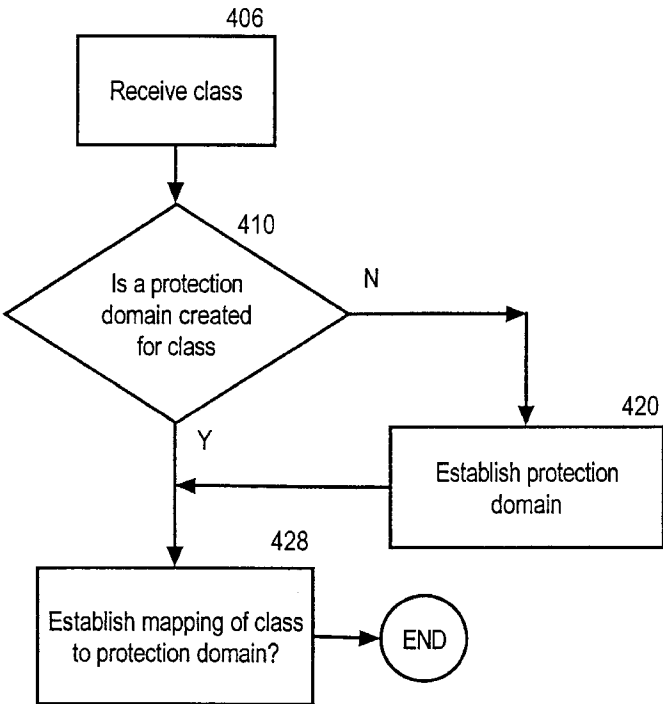 406
Receive class
410
Is a protection
domain created
for class
N
Y
420
Establish protection
domain
428
Establish mapping of class
to protection domain?
END